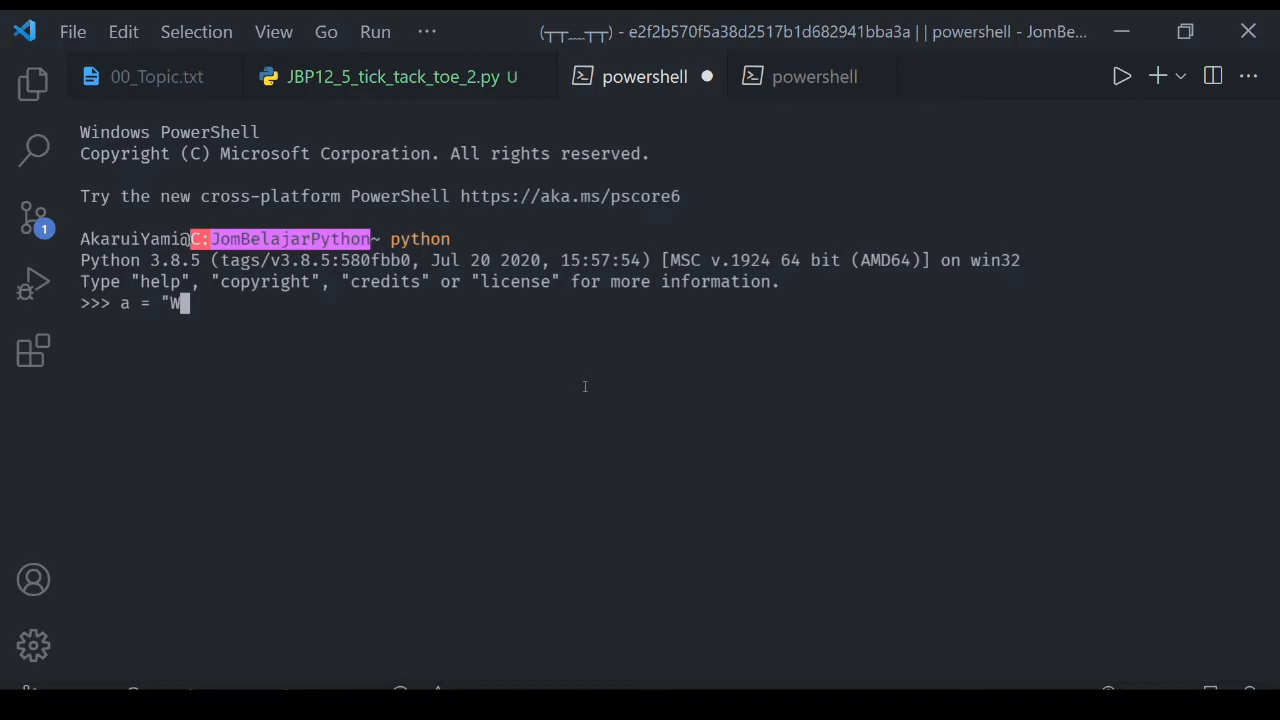 File Edit Selection View Go Run ··· (┬┬﹏┬┬) - e2f2b570f5a38d2517b1d682941bba3a | | powershell - JomBe...
00_Topic.txt JBP12_5_tick_tack_toe_2.py U powershell powershell
Windows PowerShell
Copyright (C) Microsoft Corporation. All rights reserved.
Try the new cross-platform PowerShell https://aka.ms/pscore6
AkaruiYami@C:JomBelajarPython~ python
Python 3.8.5 (tags/v3.8.5:580fbb0, Jul 20 2020, 15:57:54) [MSC v.1924 64 bit (AMD64)] on win32
Type "help", "copyright", "credits" or "license" for more information.
>>> a = "W
1